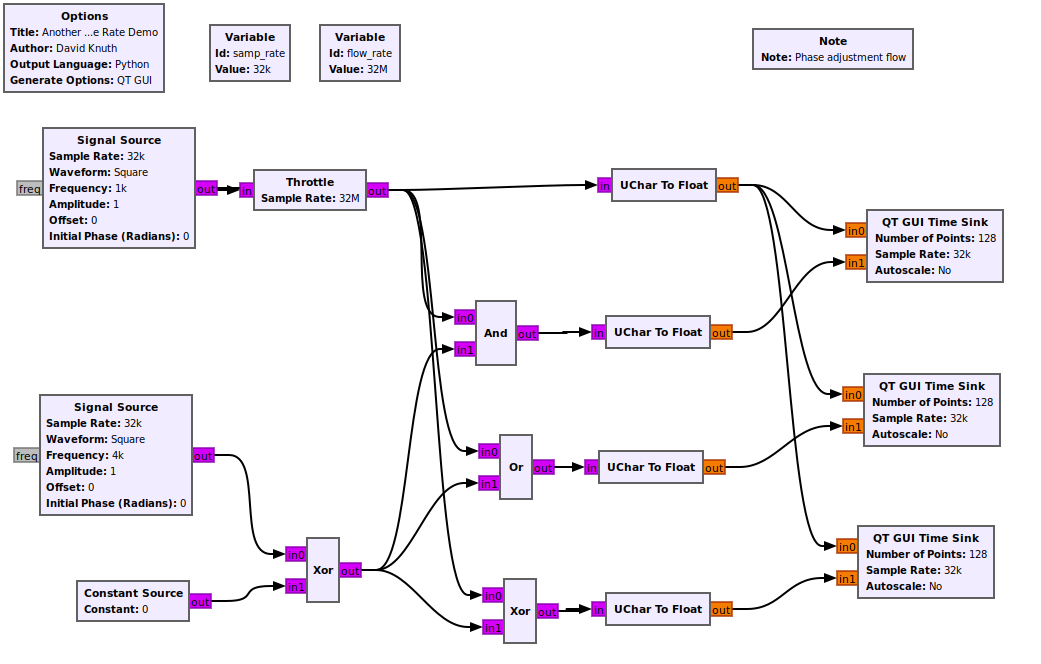 Options
Title: Another ...e Rate Demo
Author: David Knuth
Output Language: Python
Generate Options: QT GUI
Variable
Id: samp_rate
Value: 32k
Variable
Id: flow_rate
Value: 32M
Note
Note: Phase adjustment flow
Signal Source
Sample Rate: 32k
Waveform: Square
Frequency: 1k
Amplitude: 1
Offset: 0
Initial Phase (Radians): 0
freq
out
in
Throttle
Sample Rate: 32M
out
in
UChar To Float
out
in0
in1
QT GUI Time Sink
Number of Points: 128
Sample Rate: 32k
Autoscale: No
in0
in1
And
out
in
UChar To Float
out
in0
in1
QT GUI Time Sink
Number of Points: 128
Sample Rate: 32k
Autoscale: No
Signal Source
Sample Rate: 32k
Waveform: Square
Frequency: 4k
Amplitude: 1
Offset: 0
Initial Phase (Radians): 0
freq
out
in0
in1
Or
out
in
UChar To Float
out
in0
in1
QT GUI Time Sink
Number of Points: 128
Sample Rate: 32k
Autoscale: No
Constant Source
Constant: 0
out
in0
in1
Xor
out
in0
in1
Xor
out
in
UChar To Float
out